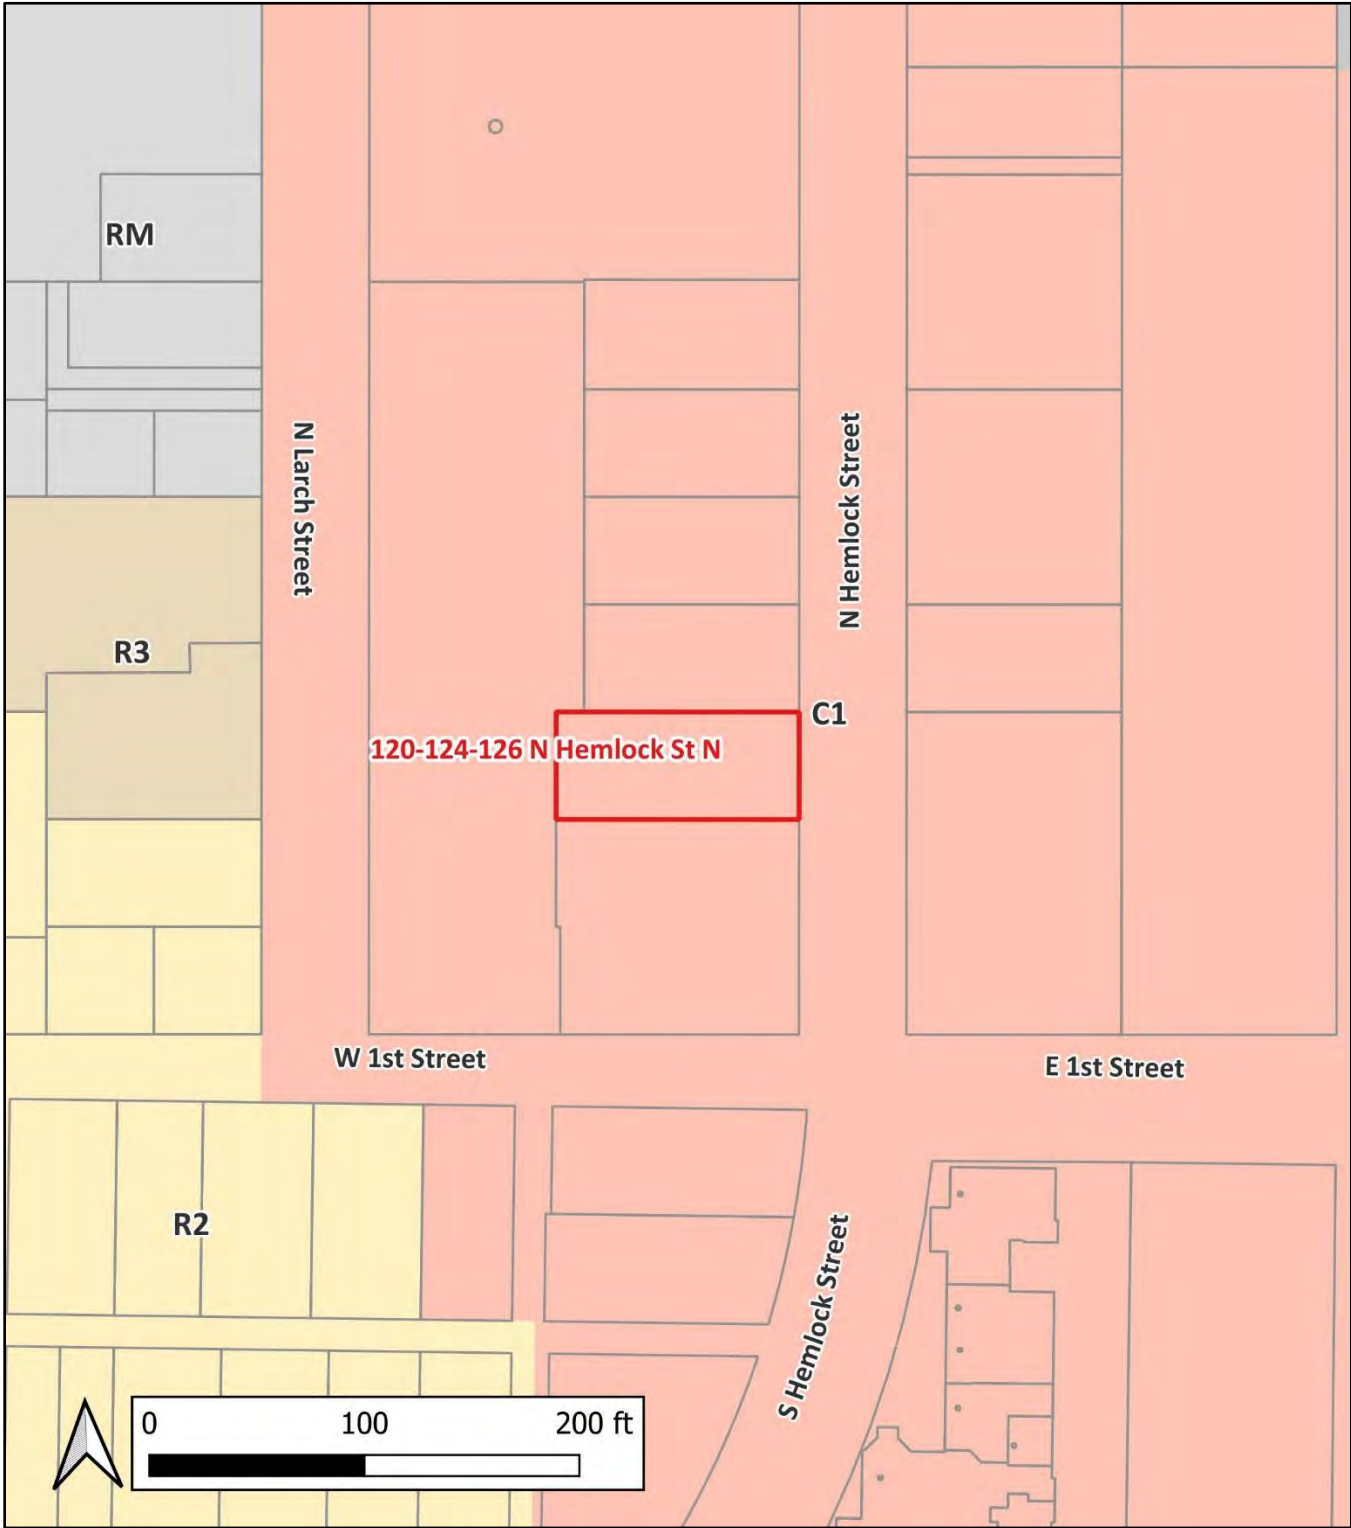 RM
N Larch Street
N Hemlock Street
R3
C1
120-124-126 N Hemlock St N
W 1st Street
E 1st Street
R2
S Hemlock Street
0 100 200 ft